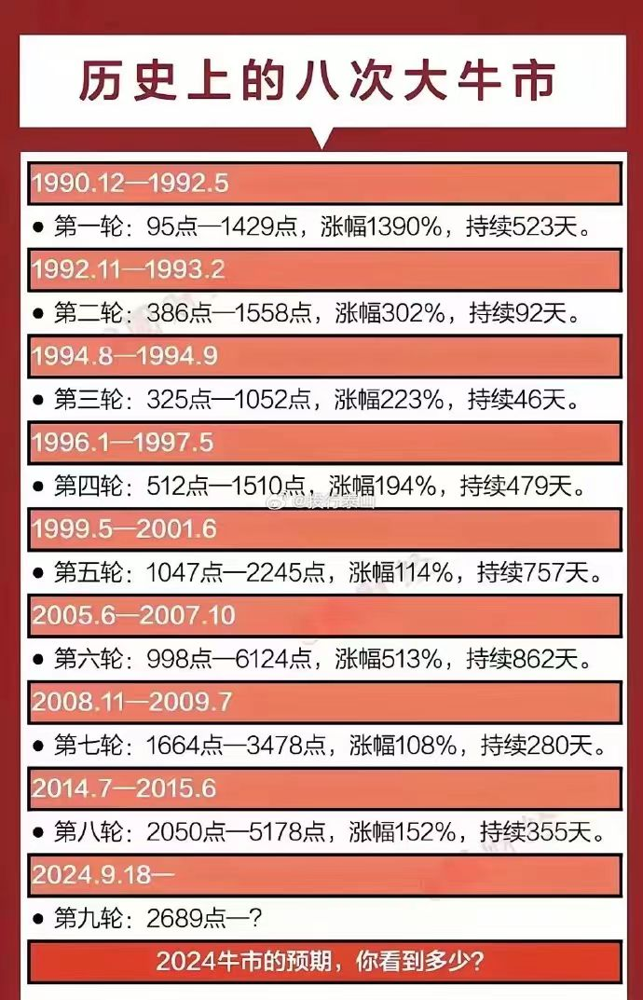 历史上的八次大牛市
1990.12—1992.5
● 第一轮：95点—1429点，涨幅1390%，持续523天。
1992.11—1993.2
● 第二轮：386点—1558点，涨幅302%，持续92天。
1994.8—1994.9
● 第三轮：325点—1052点，涨幅223%，持续46天。
1996.1—1997.5
● 第四轮：512点—1510点，涨幅194%，持续479天。
@投行泰山
1999.5—2001.6
● 第五轮：1047点—2245点，涨幅114%，持续757天。
2005.6—2007.10
● 第六轮：998点—6124点，涨幅513%，持续862天。
2008.11—2009.7
● 第七轮：1664点—3478点，涨幅108%，持续280天。
2014.7—2015.6
● 第八轮：2050点—5178点，涨幅152%，持续355天。
2024.9.18—
● 第九轮：2689点—?
2024牛市的预期，你看到多少?